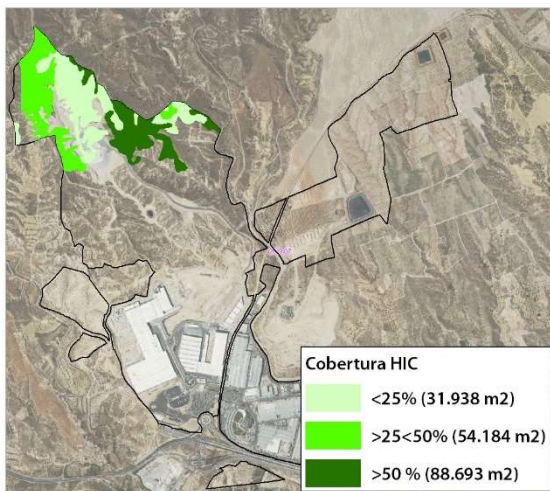 Cobertura HIC
<25% (31.938 m2)
>25<50% (54.184 m2)
>50 % (88.693 m2)